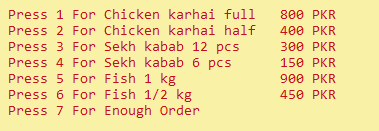 Press 1 For Chicken karhai full   800 PKR
Press 2 For Chicken karhai half   400 PKR
Press 3 For Sekh kabab 12 pcs     300 PKR
Press 4 For Sekh kabab 6 pcs      150 PKR
Press 5 For Fish 1 kg             900 PKR
Press 6 For Fish 1/2 kg           450 PKR
Press 7 For Enough Order